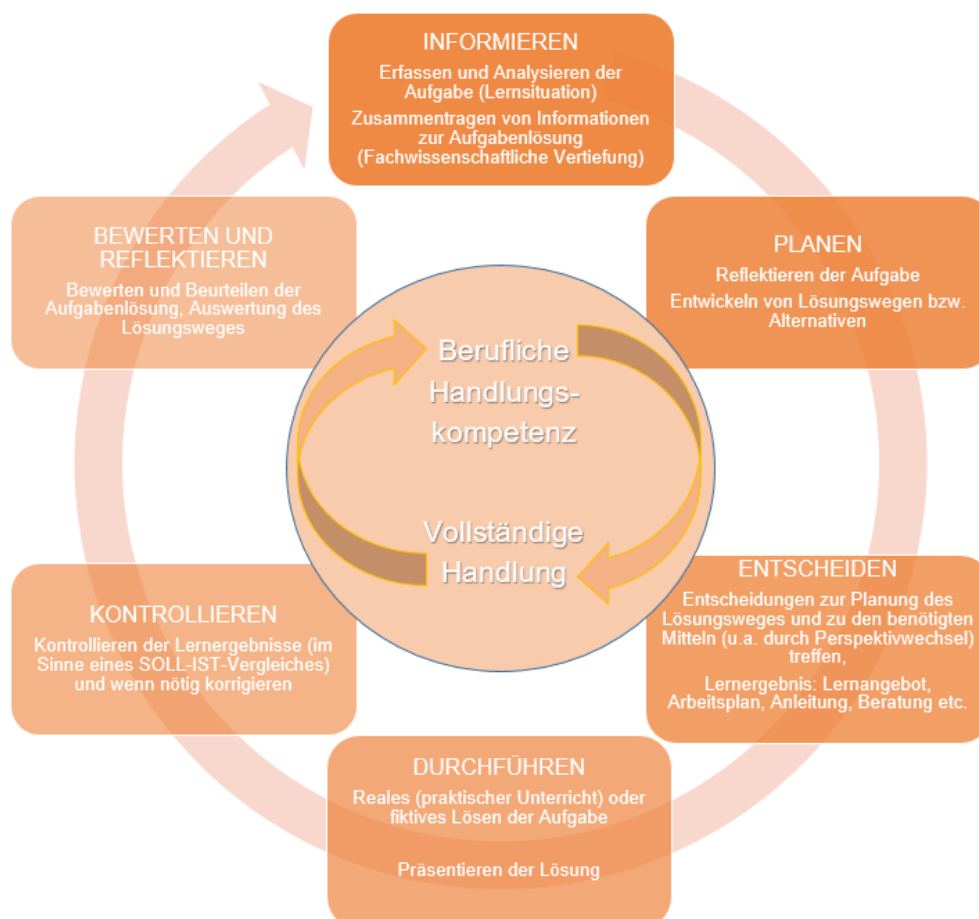 INFORMIEREN
Erfassen und Analysieren der
Aufgabe (Lernsituation)
Zusammentragen von Informationen
zur Aufgabenlösung
(Fachwissenschaftliche Vertiefung)
PLANEN
Reflektieren der Aufgabe
Entwickeln von Lösungswegen bzw.
Alternativen
ENTSCHEIDEN
Entscheidungen zur Planung des
Lösungsweges und zu den benötigten
Mitteln (u.a. durch Perspektivwechsel)
treffen,
Lernergebnis: Lernangebot,
Arbeitsplan, Anleitung, Beratung etc.
DURCHFÜHREN
Reales (praktischer Unterricht) oder
fiktives Lösen der Aufgabe
Präsentieren der Lösung
KONTROLLIEREN
Kontrollieren der Lernergebnisse (im
Sinne eines SOLL-IST-Vergleiches)
und wenn nötig korrigieren
BEWERTEN UND
REFLEKTIEREN
Bewerten und Beurteilen der
Aufgabenlösung, Auswertung des
Lösungsweges
Berufliche
Handlungs-
kompetenz
Vollständige
Handlung